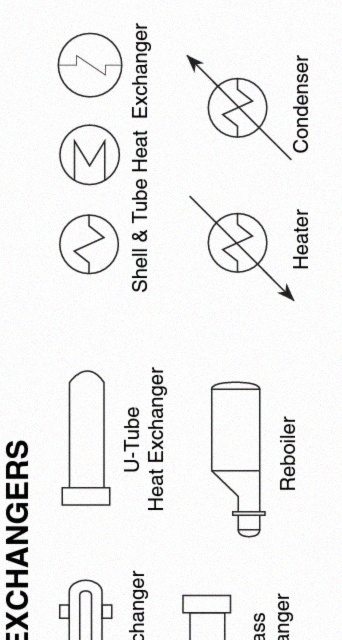 EXCHANGERS
Shell & Tube Heat Exchanger
U-Tube
Heat Exchanger
Condenser
Heater
Reboiler